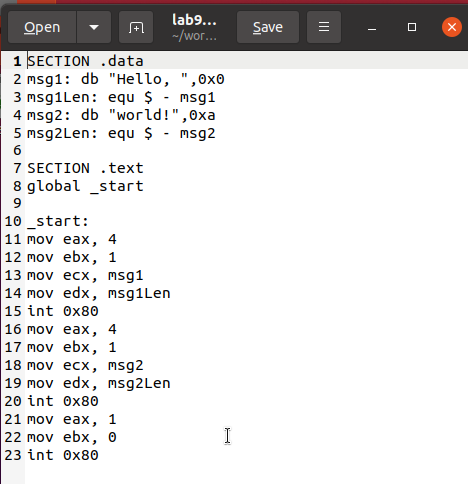 Open
lab9...
~/wor...
Save
1 SECTION .data
2 msg1: db "Hello, ",0x0
3 msg1Len: equ $ - msg1
4 msg2: db "world!",0xa
5 msg2Len: equ $ - msg2
6
7 SECTION .text
8 global _start
9
10 _start:
11 mov eax, 4
12 mov ebx, 1
13 mov ecx, msg1
14 mov edx, msg1Len
15 int 0x80
16 mov eax, 4
17 mov ebx, 1
18 mov ecx, msg2
19 mov edx, msg2Len
20 int 0x80
21 mov eax, 1
22 mov ebx, 0
23 int 0x80